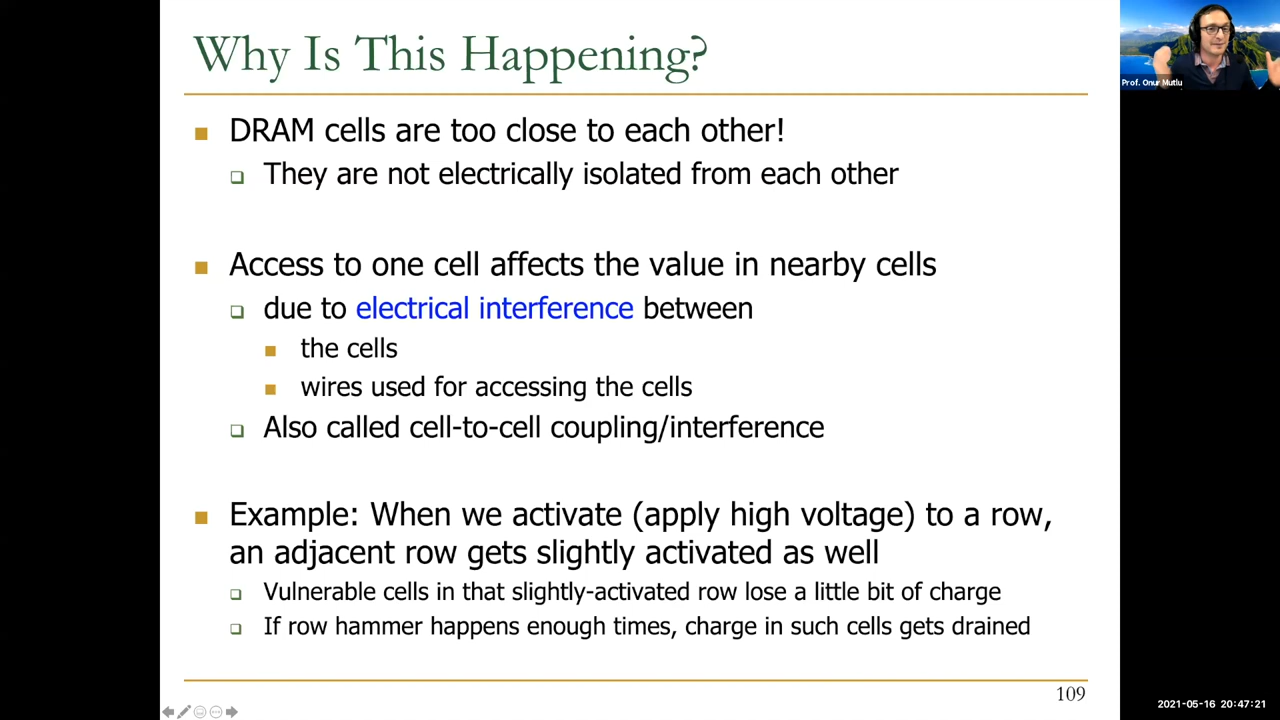 Why Is This Happening?
DRAM cells are too close to each other!
They are not electrically isolated from each other
Access to one cell affects the value in nearby cells
due to electrical interference between
the cells
wires used for accessing the cells
Also called cell-to-cell coupling/interference
Example: When we activate (apply high voltage) to a row,
an adjacent row gets slightly activated as well
Vulnerable cells in that slightly-activated row lose a little bit of charge
If row hammer happens enough times, charge in such cells gets drained
109
Prof. Onur Mutlu
2021-05-16 20:47:21